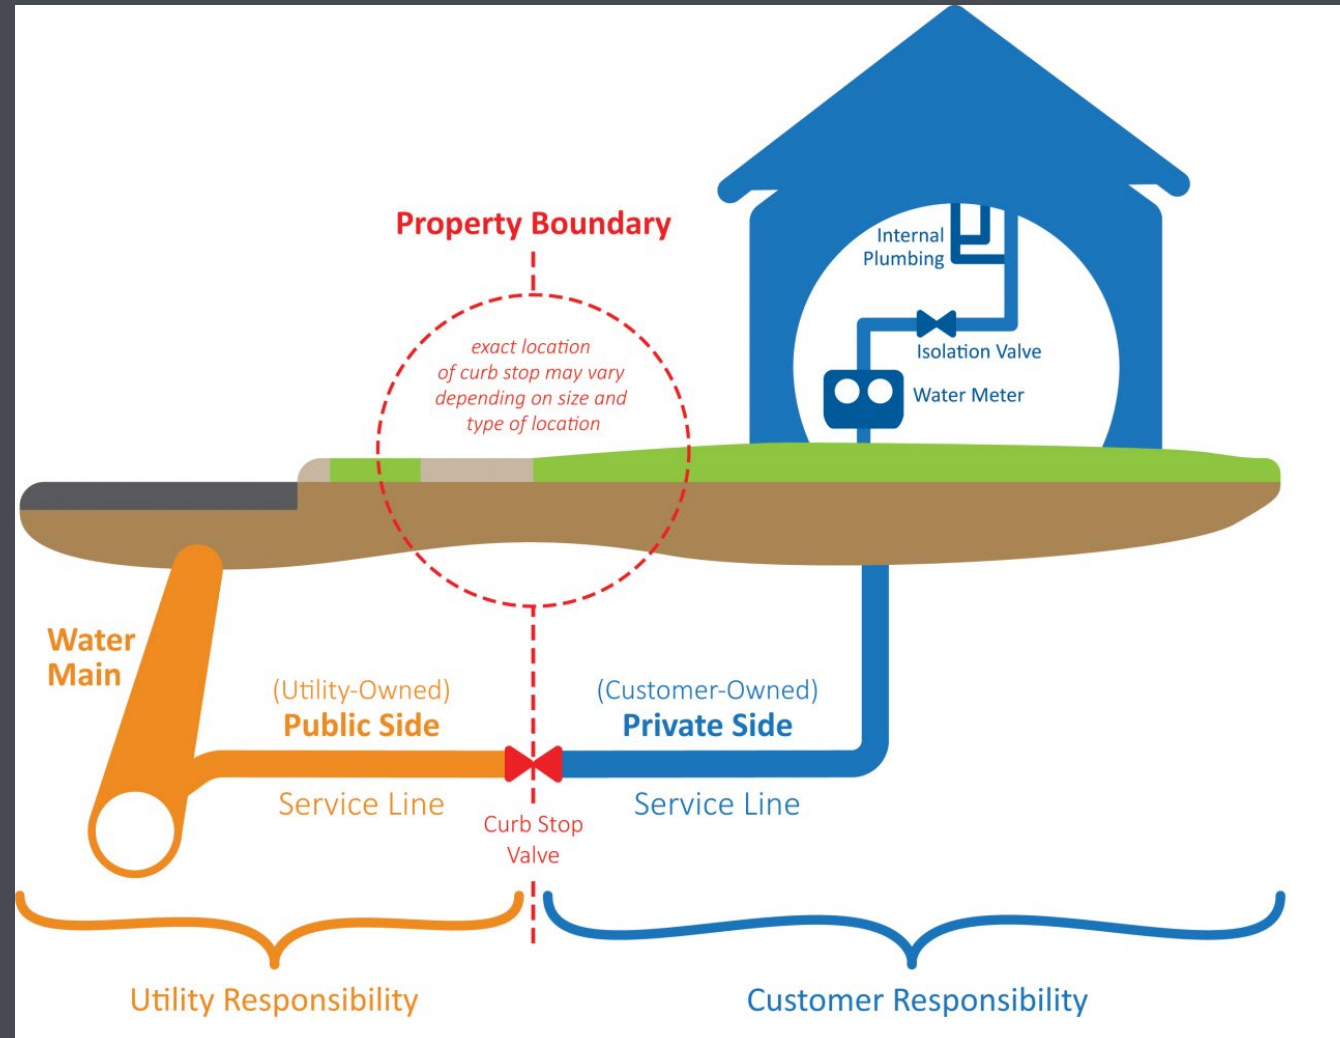 Property Boundary
exact location
of curb stop may vary
depending on size and
type of location
Internal
Plumbing
Isolation Valve
Water Meter
Water
Main
(Utility-Owned)
Public Side
Service Line
(Customer-Owned)
Private Side
Service Line
Curb Stop
Valve
Utility Responsibility
Customer Responsibility